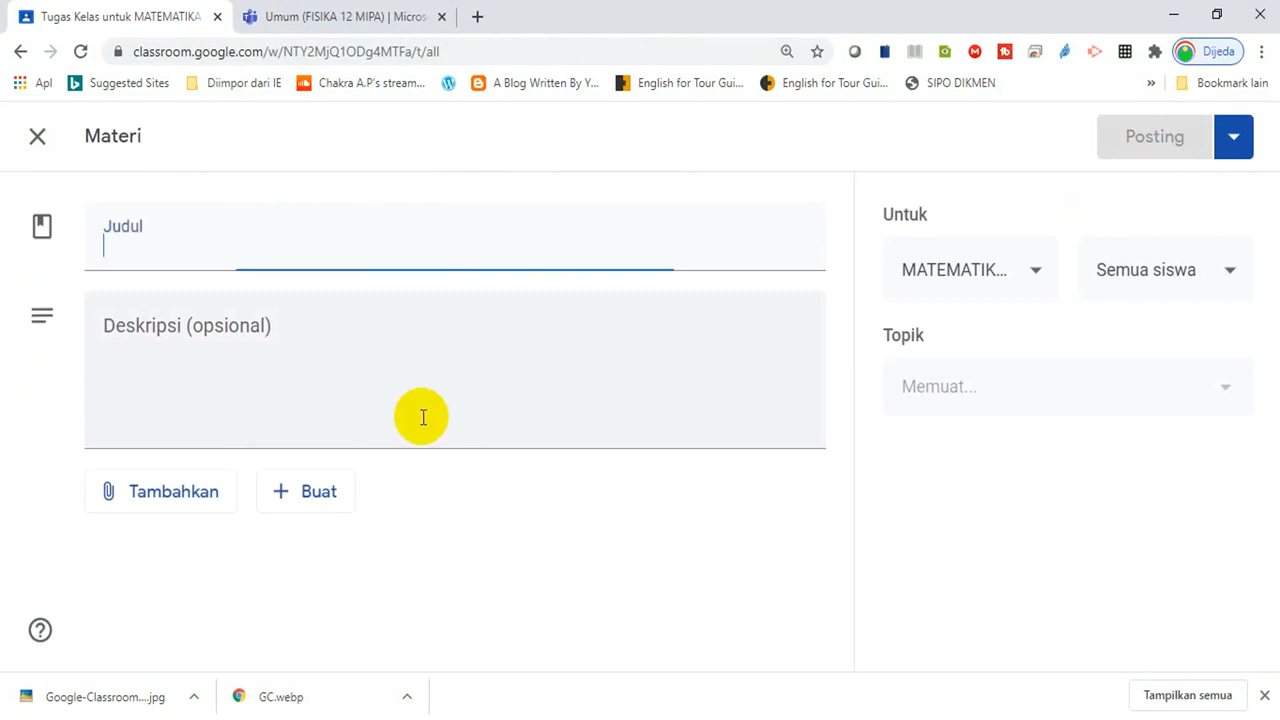 Tugas Kelas untuk MATEMATIKA
Umum (FISIKA 12 MIPA) | Micros
classroom.google.com/w/NTY2MjQ1ODg4MTFa/t/all
Dijeda
Apl
Suggested Sites
Diimpor dari IE
Chakra A.P's stream...
A Blog Written By Y...
English for Tour Gui...
English for Tour Gui...
SIPO DIKMEN
»
Bookmark lain
Materi
Posting
Judul
Deskripsi (opsional)
Tambahkan
Buat
Untuk
MATEMATIK...
Semua siswa
Topik
Memuat...
Google-Classroom....jpg
GC.webp
Tampilkan semua